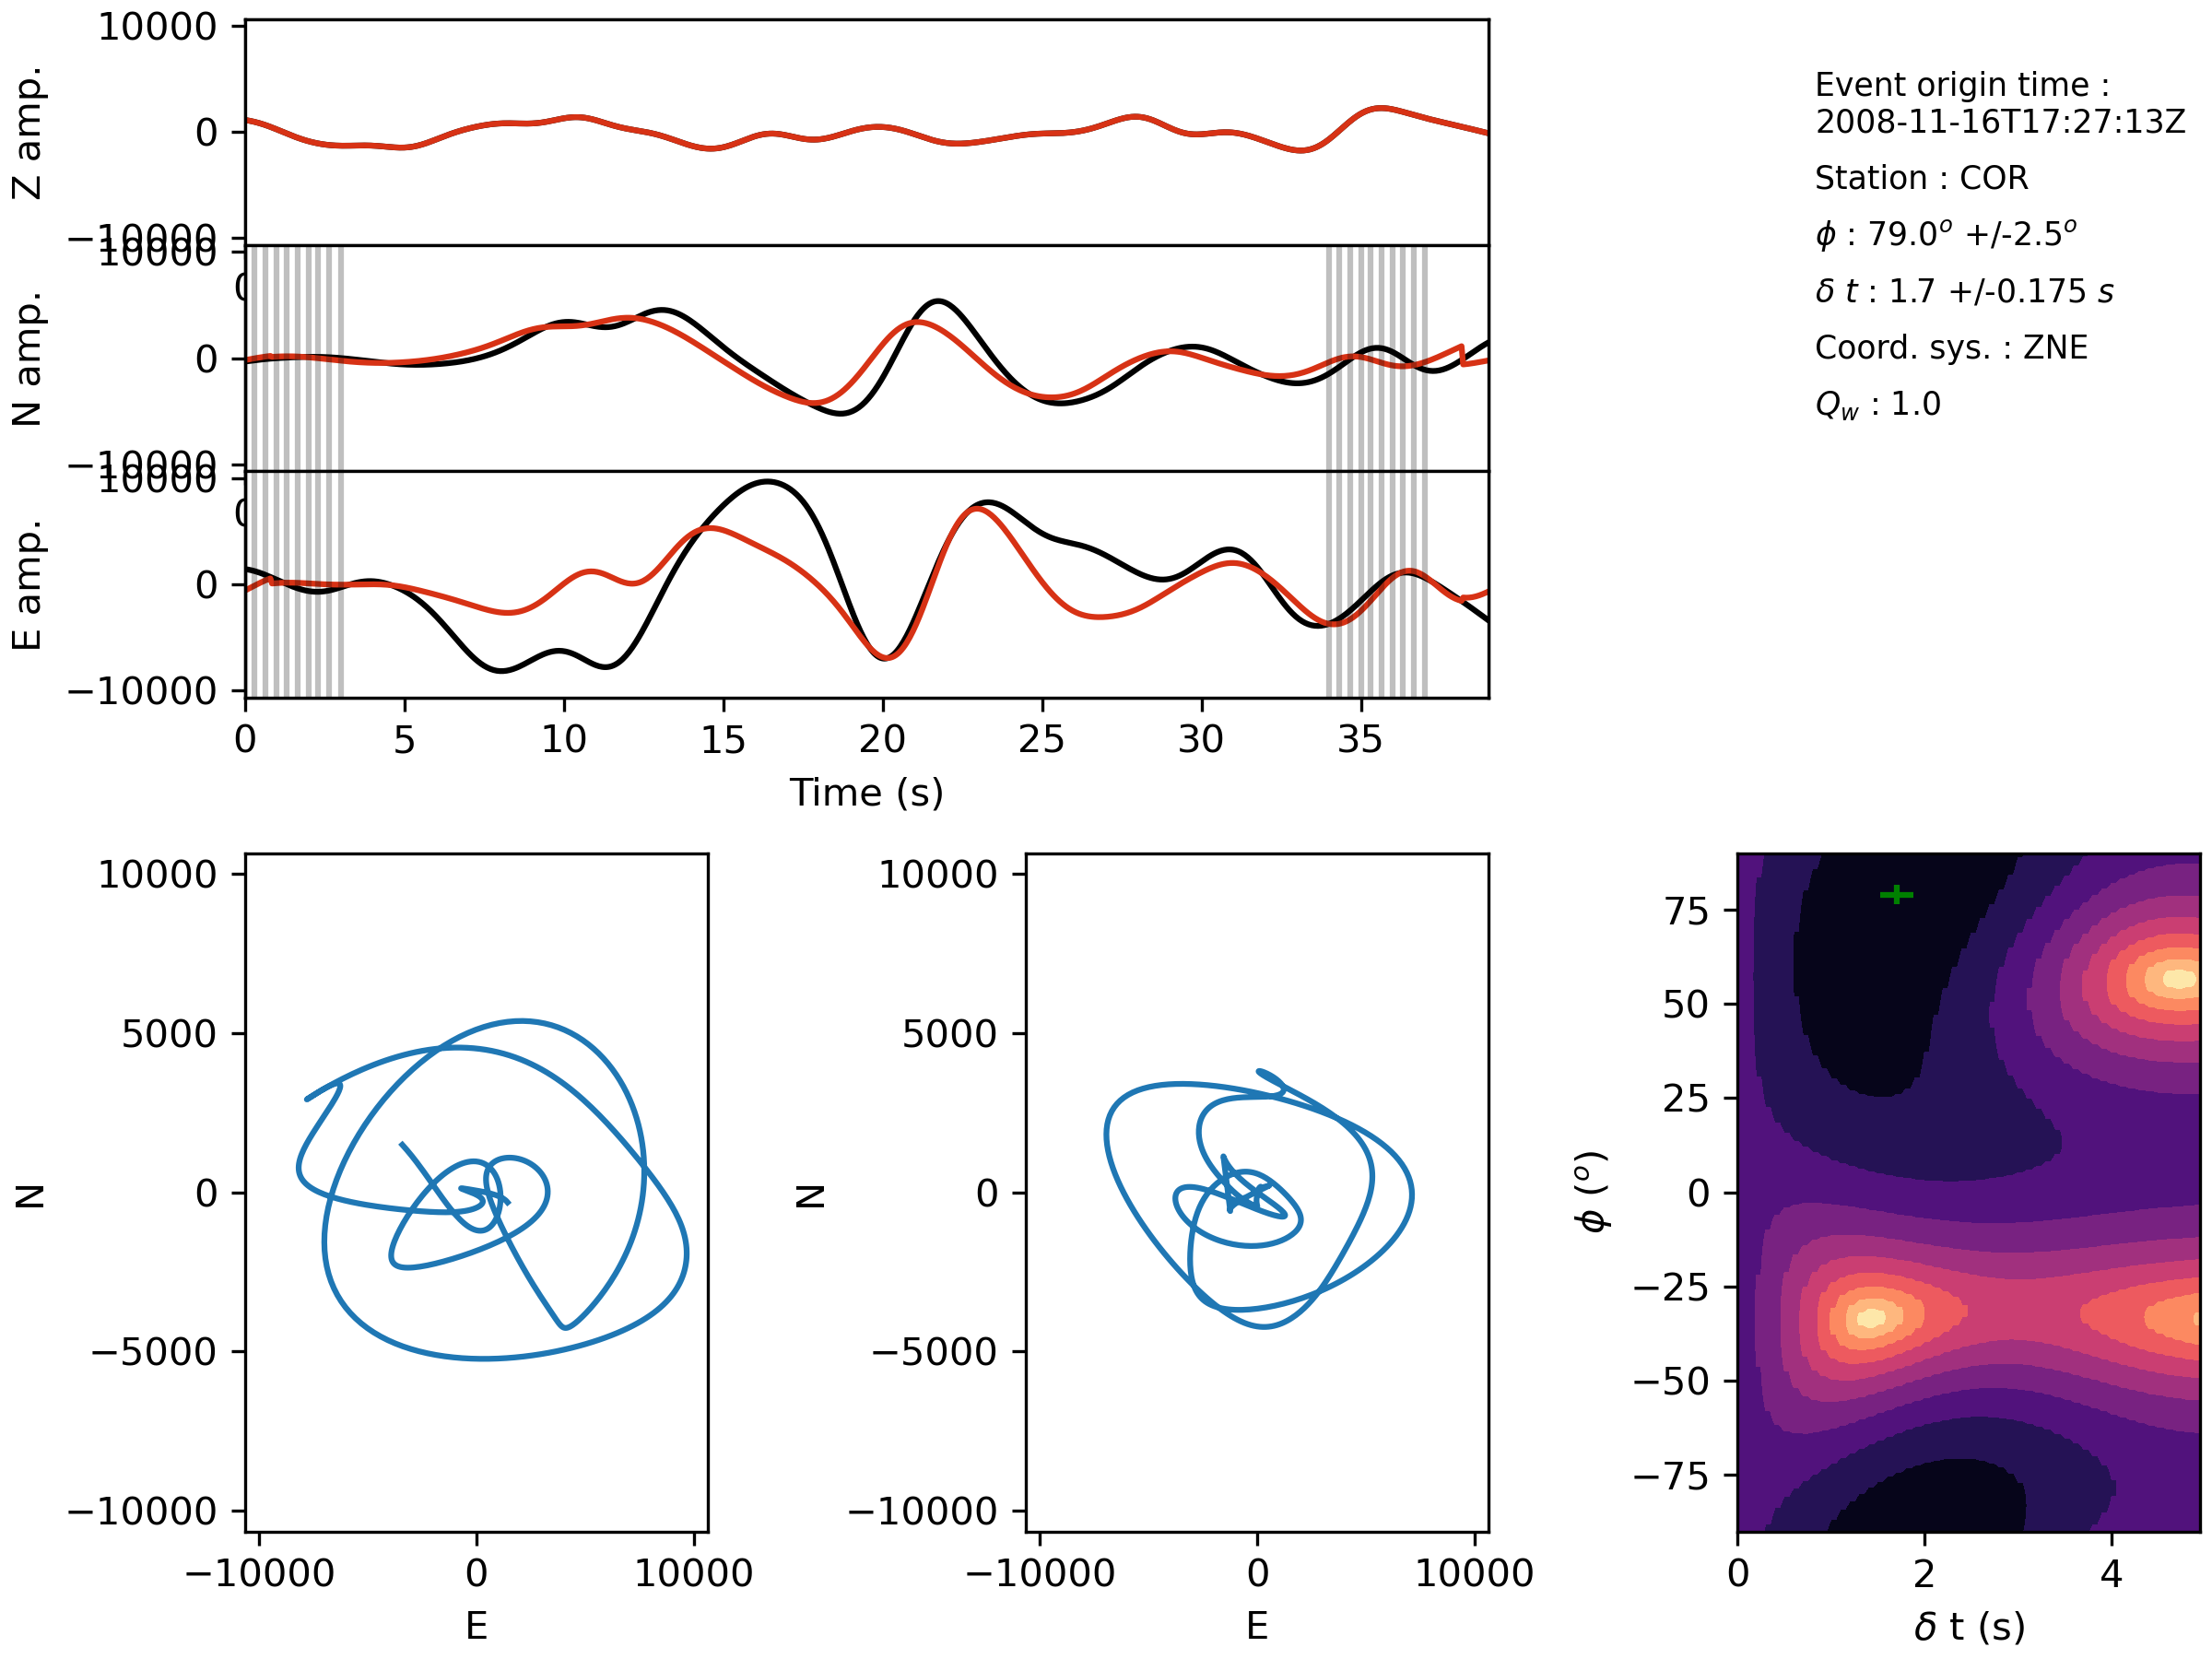 10000
0
−10000
Z amp.
10000
0
−10000
N amp.
10000
0
−10000
E amp.
0 5 10 15 20 25 30 35
Time (s)
Event origin time :
2008-11-16T17:27:13Z
Station : COR
ϕ : 79.0° +/-2.5°
δ t : 1.7 +/-0.175 s
Coord. sys. : ZNE
Q_w : 1.0
10000
5000
0
−5000
−10000
N
−10000 0 10000
E
10000
5000
0
−5000
−10000
N
−10000 0 10000
E
75
50
25
0
−25
−50
−75
ϕ (°)
0 2 4
δ t (s)